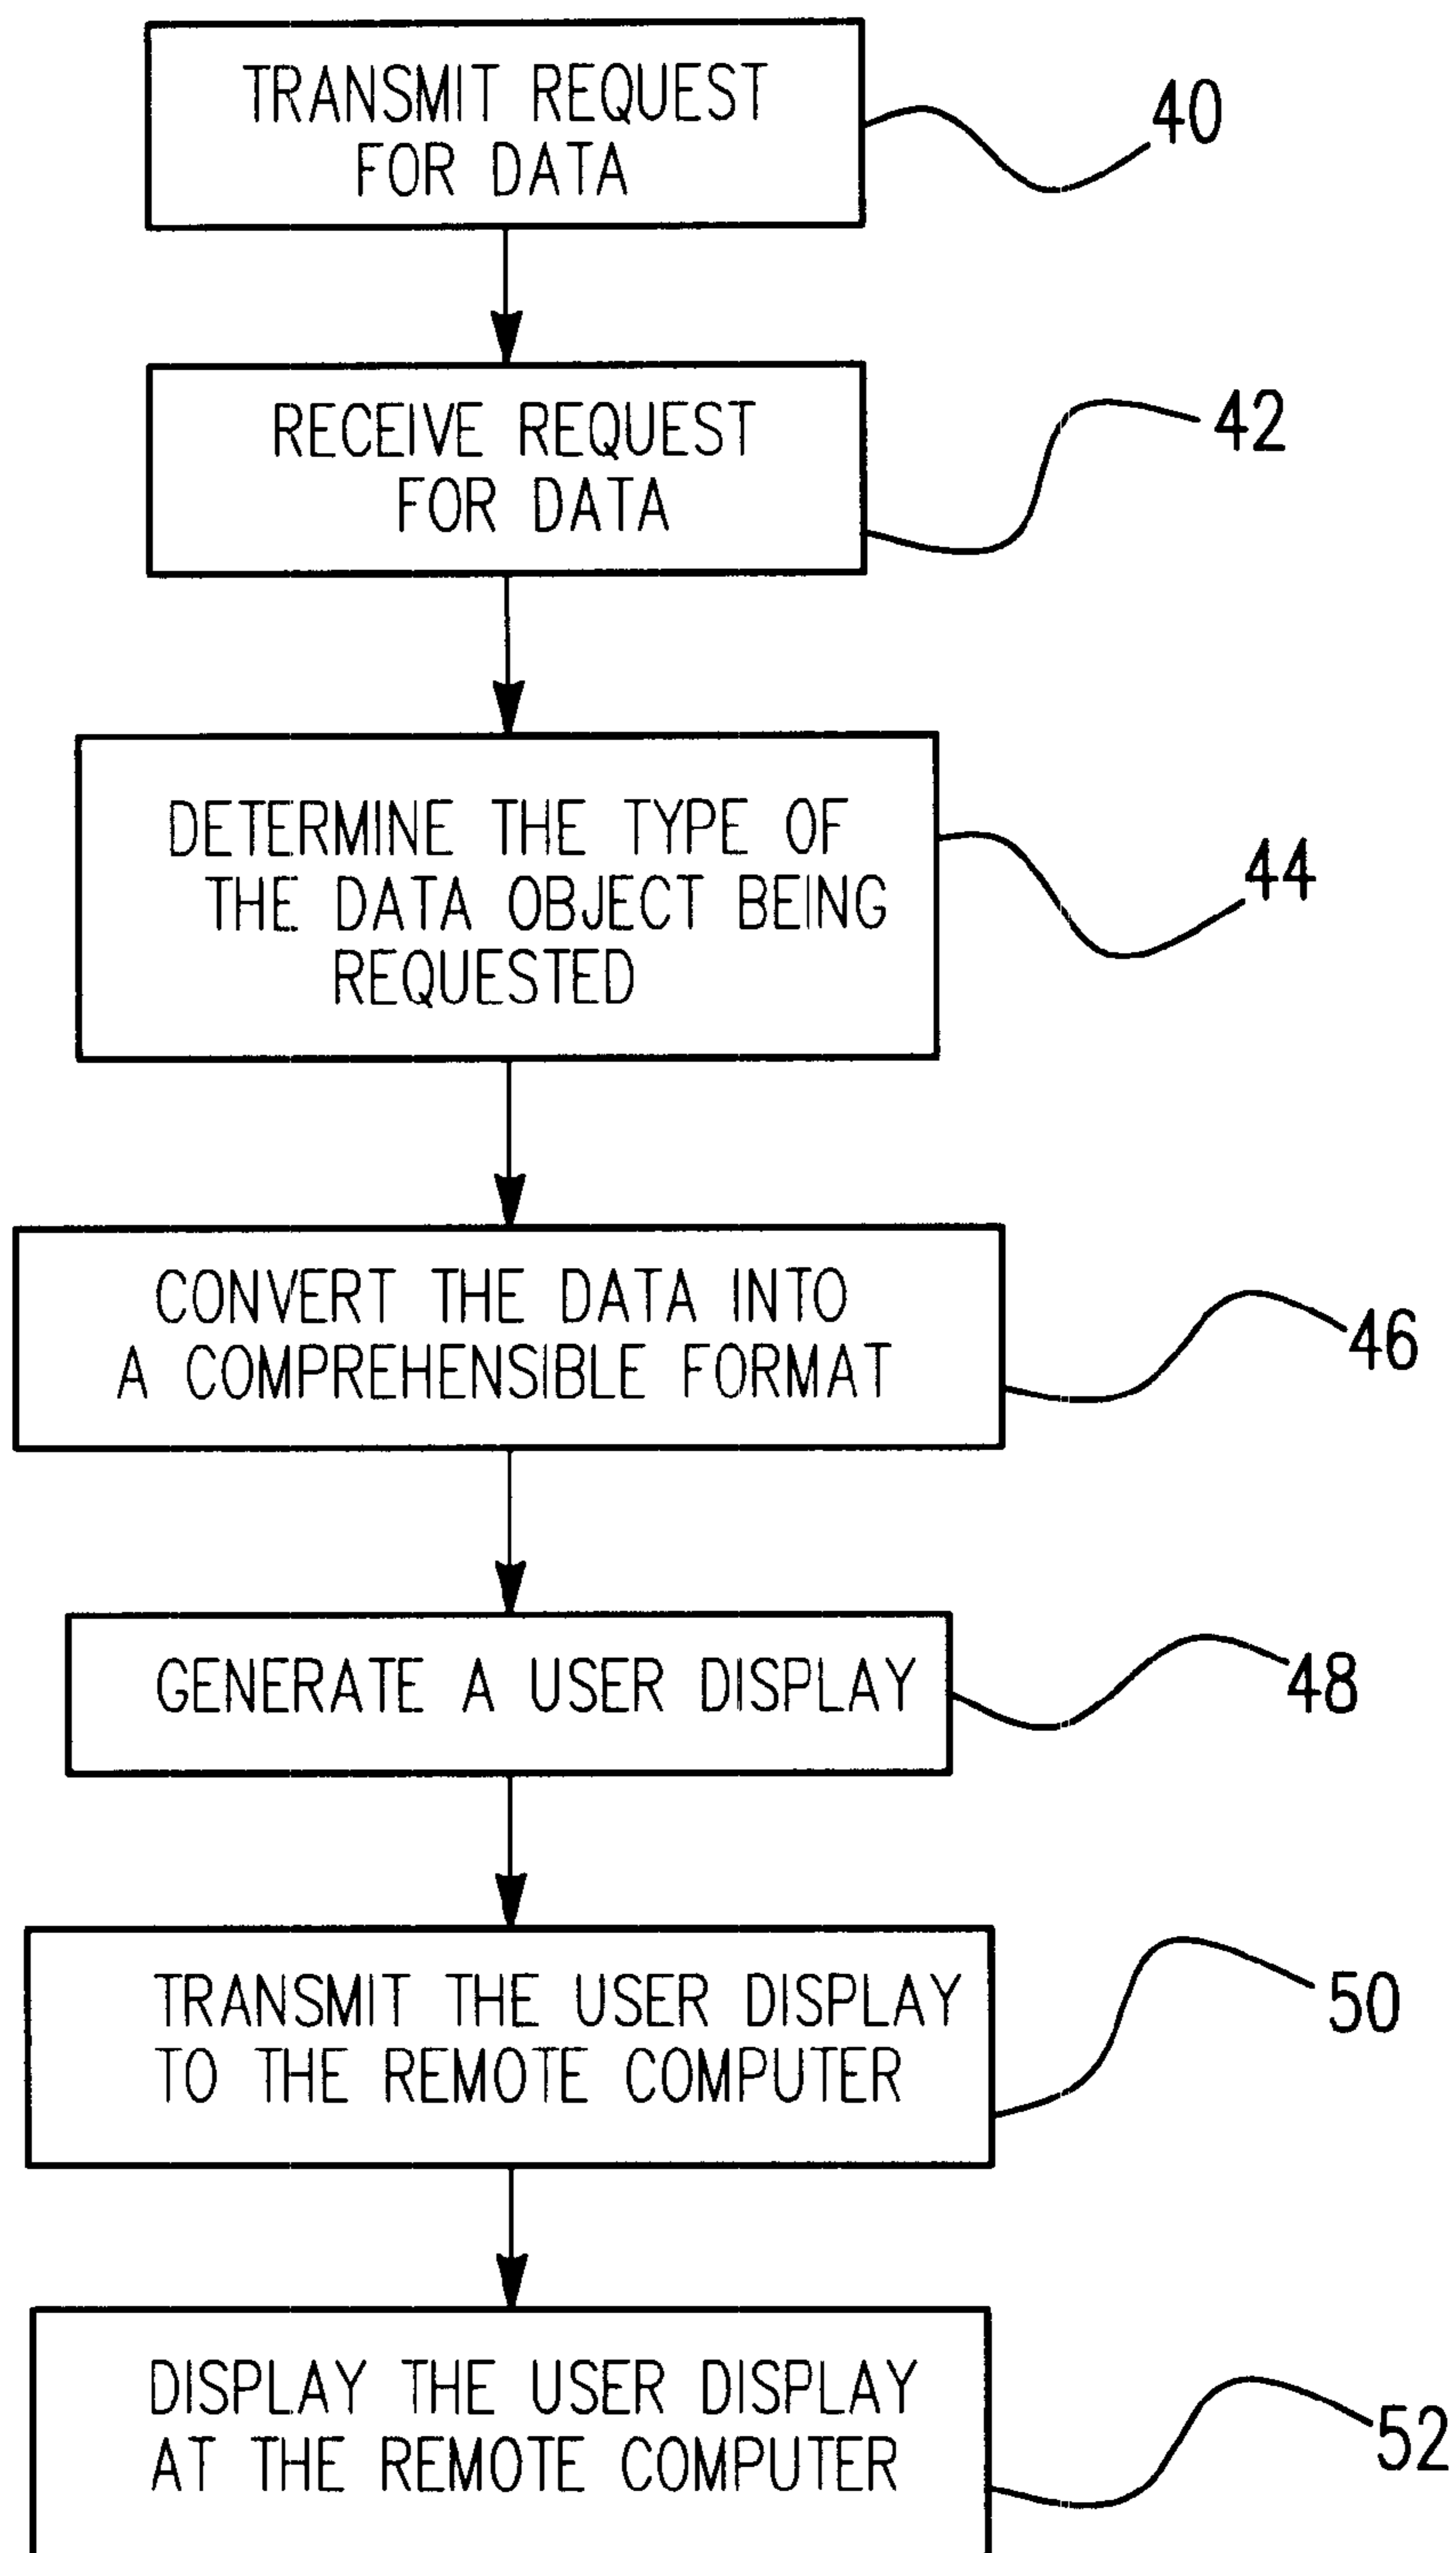 TRANSMIT REQUEST
FOR DATA
40
RECEIVE REQUEST
FOR DATA
42
DETERMINE THE TYPE OF
THE DATA OBJECT BEING
REQUESTED
44
CONVERT THE DATA INTO
A COMPREHENSIBLE FORMAT
46
GENERATE A USER DISPLAY
48
TRANSMIT THE USER DISPLAY
TO THE REMOTE COMPUTER
50
DISPLAY THE USER DISPLAY
AT THE REMOTE COMPUTER
52